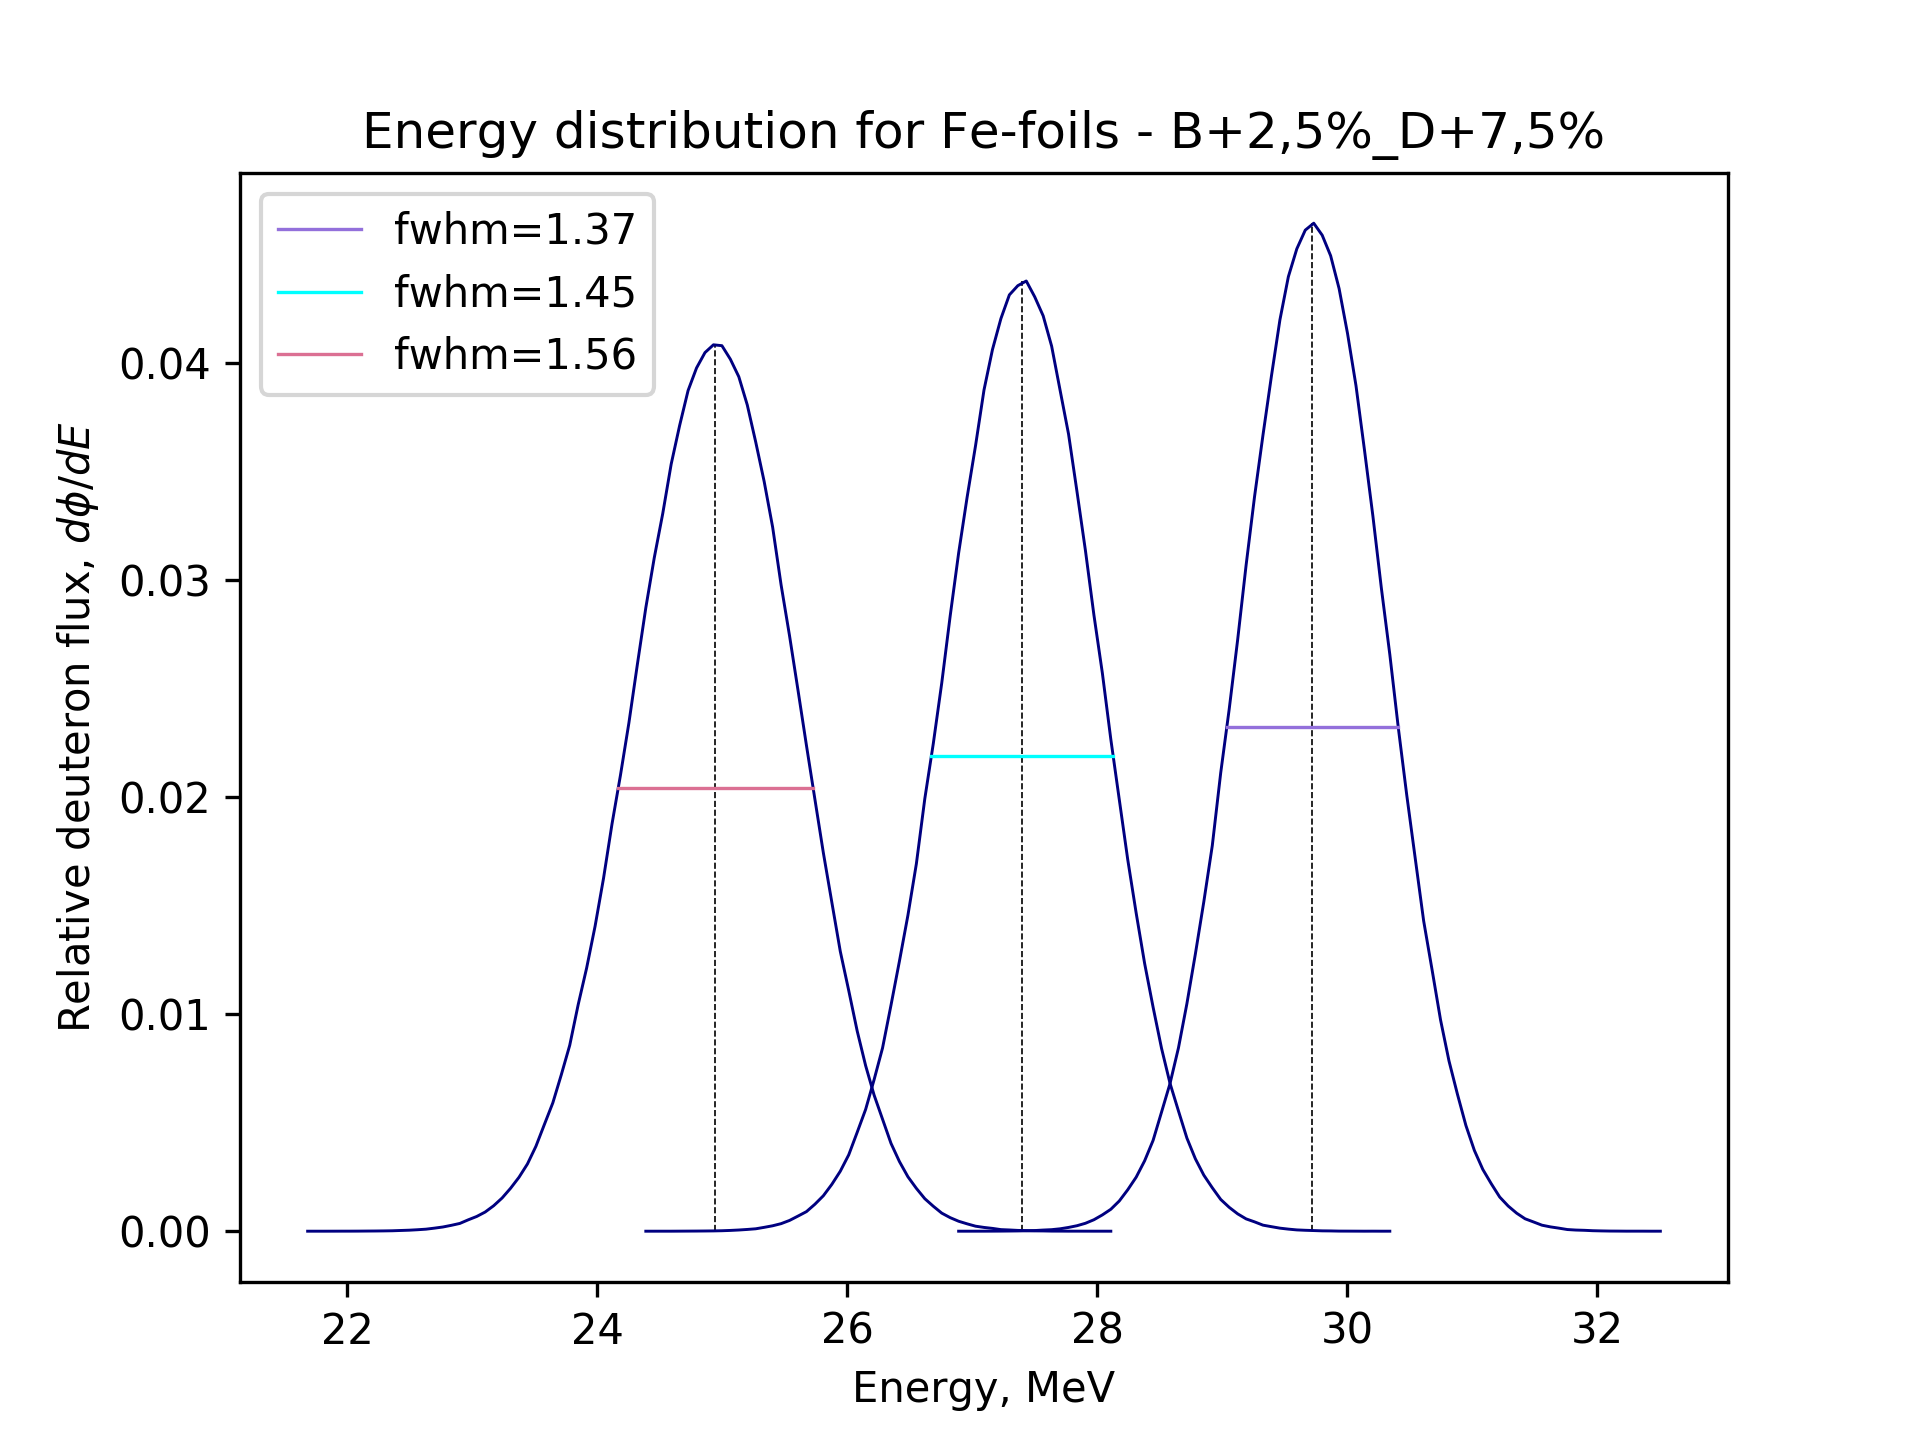 Energy distribution for Fe-foils - B+2,5%_D+7,5%
fwhm=1.37
fwhm=1.45
fwhm=1.56
Relative deuteron flux, dϕ/dE
0.04
0.03
0.02
0.01
0.00
22 24 26 28 30 32
Energy, MeV